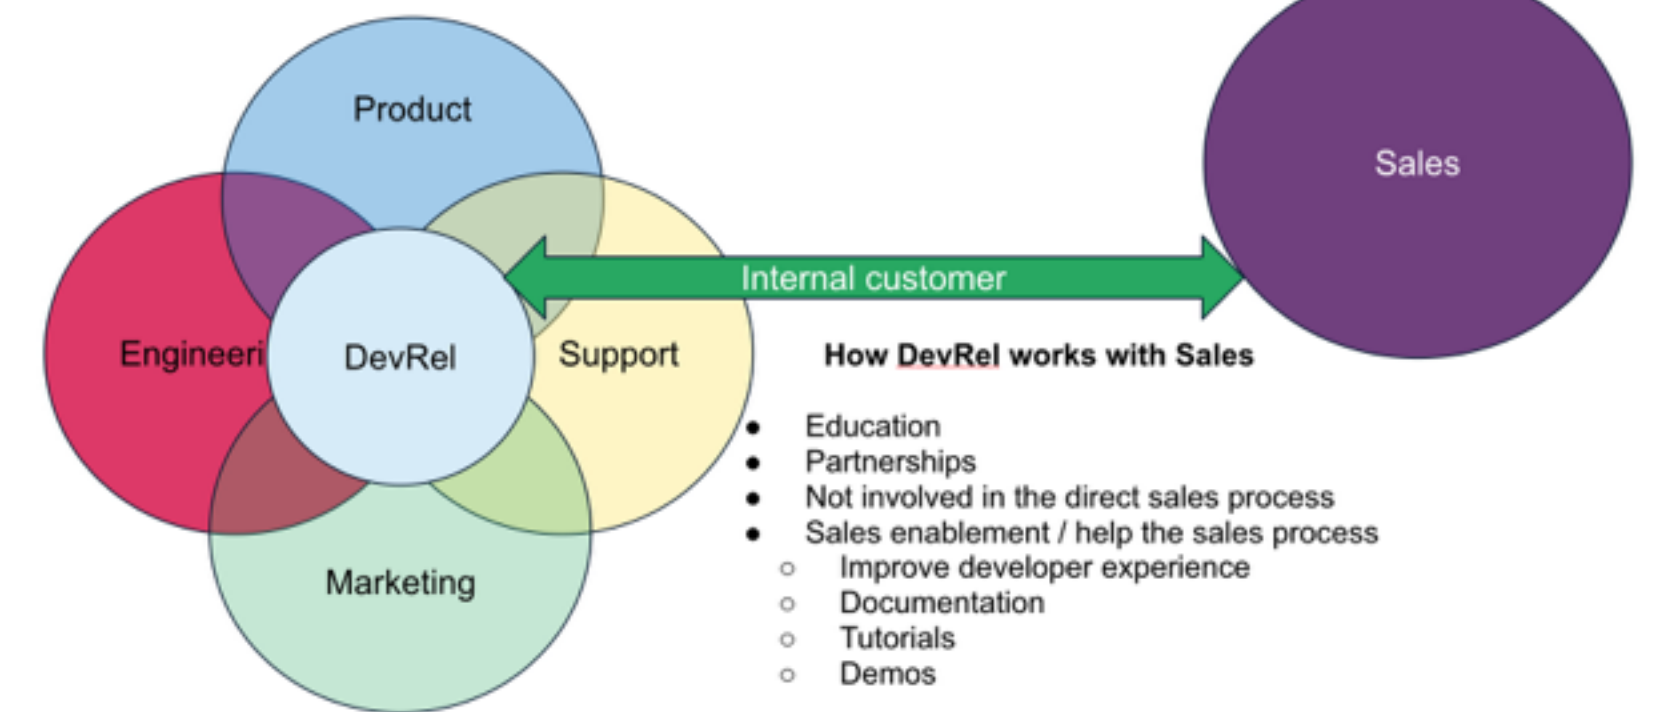 Product
Sales
Internal customer
Engineeri
DevRel
Support
How DevRel works with Sales
● Education
● Partnerships
● Not involved in the direct sales process
● Sales enablement / help the sales process
○ Improve developer experience
○ Documentation
○ Tutorials
○ Demos
Marketing